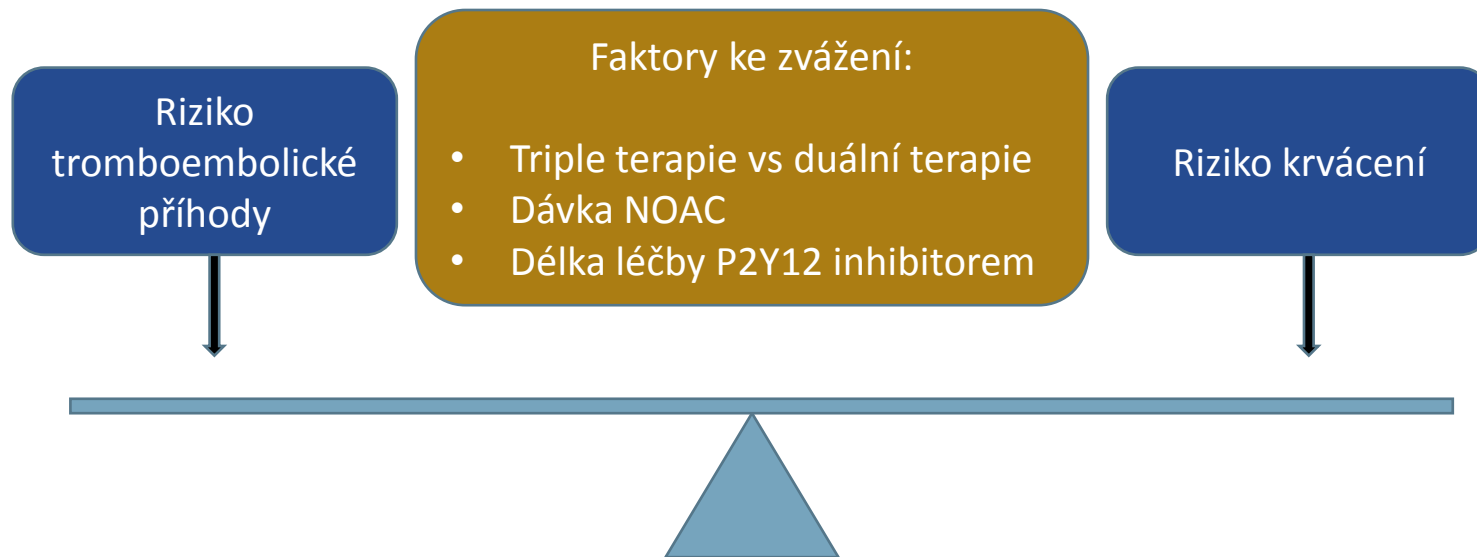 Riziko
tromboembolické
příhody
Faktory ke zvážení:
• Triple terapie vs duální terapie
• Dávka NOAC
• Délka léčby P2Y12 inhibitorem
Riziko krvácení